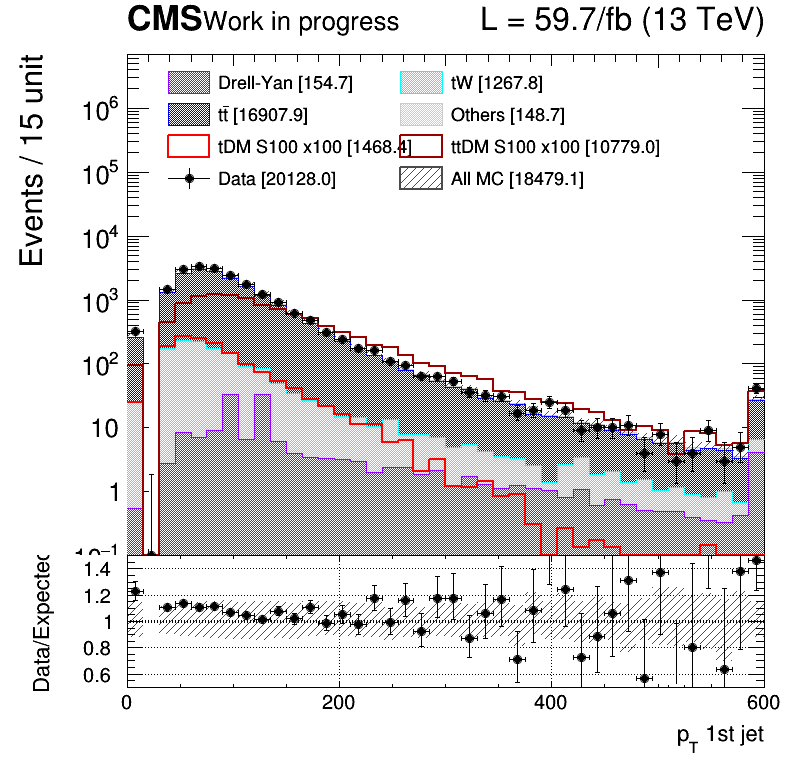 CMS Work in progress L = 59.7/fb (13 TeV)
Events / 15 unit
Drell-Yan [154.7] tW [1267.8]
tt̄ [16907.9] Others [148.7]
tDM S100 x100 [1468.4] ttDM S100 x100 [10779.0]
Data [20128.0] All MC [18479.1]
10⁶
10⁵
10⁴
10³
10²
10
1
10⁻¹
Data/Expected
1.4
1.2
1
0.8
0.6
0 200 400 600
p_T 1st jet